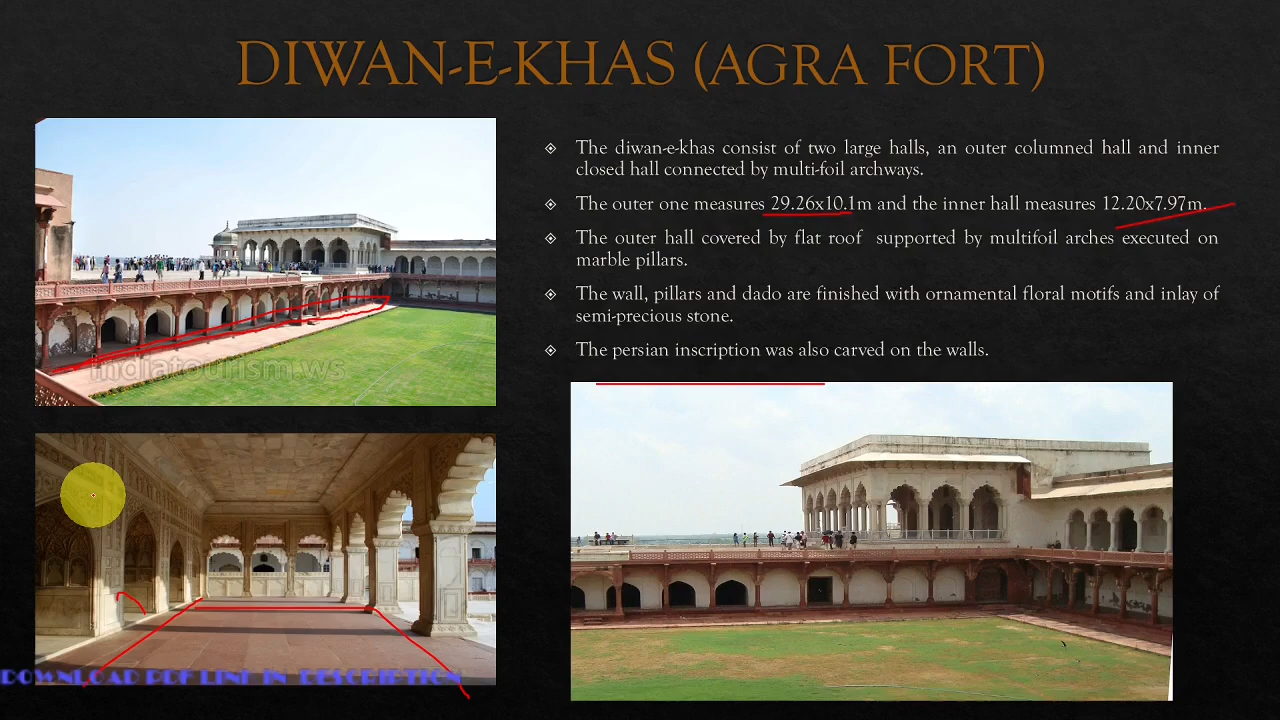 DIWAN-E-KHAS (AGRA FORT)
The diwan-e-khas consist of two large halls, an outer columned hall and inner
closed hall connected by multi-foil archways.
The outer one measures 29.26x10.1m and the inner hall measures 12.20x7.97m.
The outer hall covered by flat roof supported by multifoil arches executed on
marble pillars.
The wall, pillars and dado are finished with ornamental floral motifs and inlay of
semi-precious stone.
The persian inscription was also carved on the walls.
indiatourism.ws
DOWNLOAD PDF LINK IN DESCRIPTION